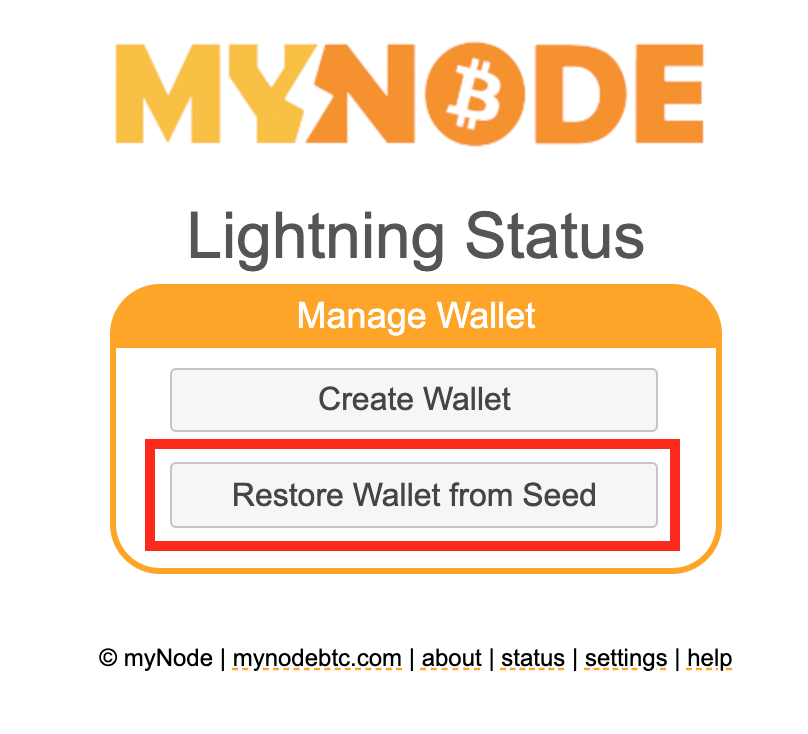 MYNODE
Lightning Status
Manage Wallet
Create Wallet
Restore Wallet from Seed
© myNode | mynodebtc.com | about | status | settings | help